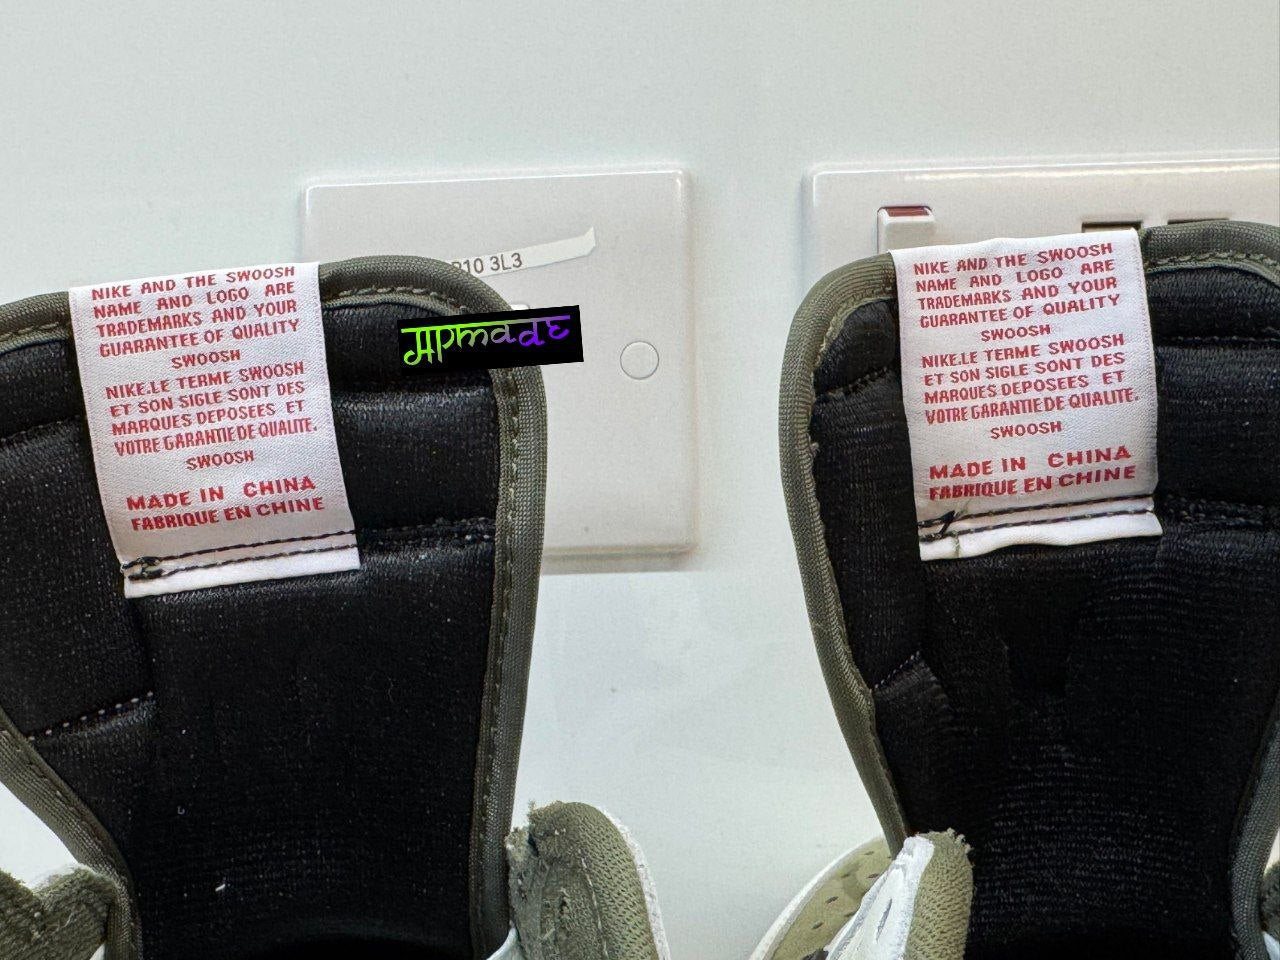 NIKE AND THE SWOOSH
NAME AND LOGO ARE
TRADEMARKS AND YOUR
GUARANTEE OF QUALITY
SWOOSH
NIKE.LE TERME SWOOSH
ET SON SIGLE SONT DES
MARQUES DEPOSEES ET
VOTRE GARANTIE DE QUALITE.
SWOOSH
MADE IN CHINA
FABRIQUE EN CHINE
10 3L3
NIKE AND THE SWOOSH
NAME AND LOGO ARE
TRADEMARKS AND YOUR
GUARANTEE OF QUALITY
SWOOSH
NIKE.LE TERME SWOOSH
ET SON SIGLE SONT DES
MARQUES DEPOSEES ET
VOTRE GARANTIE DE QUALITE.
SWOOSH
MADE IN CHINA
FABRIQUE EN CHINE